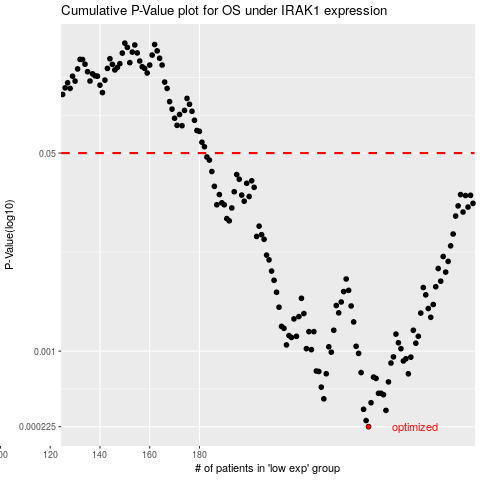 Cumulative P-Value plot for OS under IRAK1 expression
P-Value(log10)
0.05
0.001
0.000225
optimized
00 120 140 160 180
# of patients in 'low exp' group